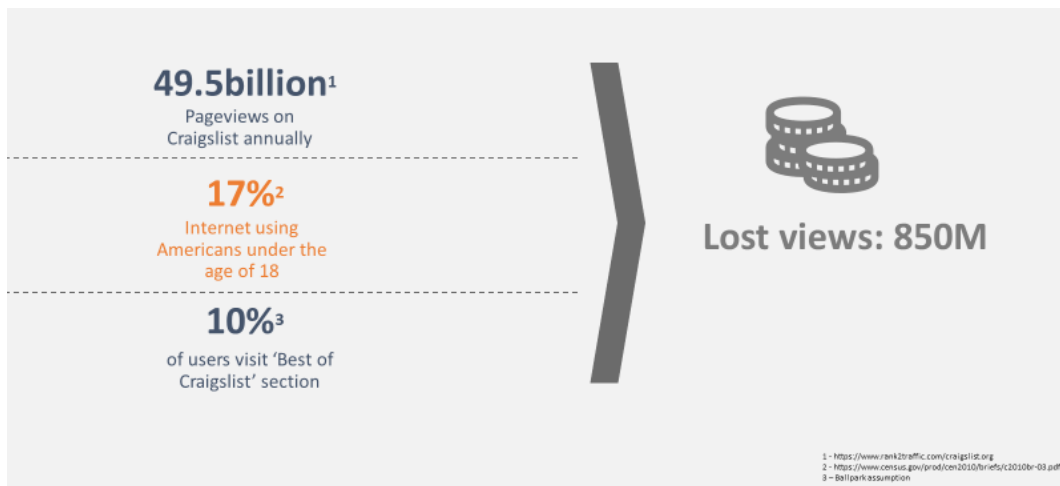 49.5billion1
Pageviews on
Craigslist annually
17%2
Internet using
Americans under the
age of 18
10%3
of users visit ‘Best of
Craigslist’ section
Lost views: 850M
1 - https://www.rank2traffic.com/craigslist.org
2 - https://www.census.gov/prod/cen2010/briefs/c2010br-03.pdf
3 – Ballpark assumption